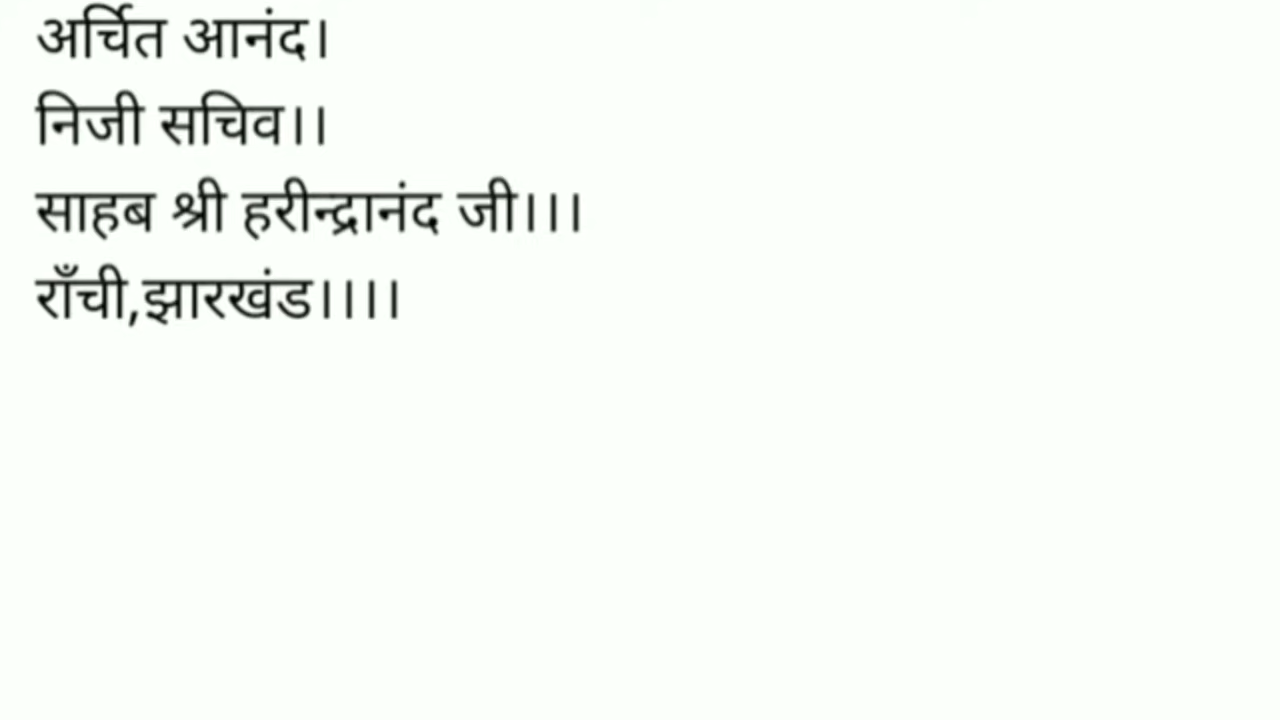 अर्चित आनंद।
निजी सचिव।।
साहब श्री हरीन्द्रानंद जी।।।
राँची,झारखंड।।।।